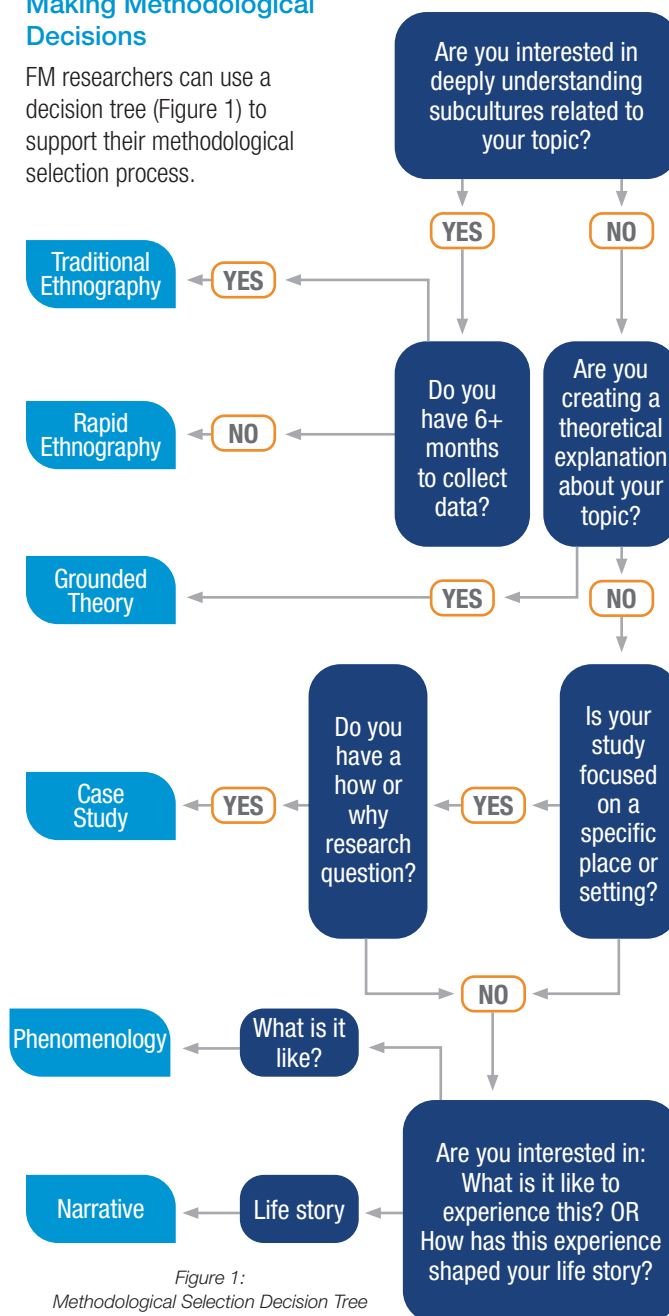 Making Methodological
Decisions
FM researchers can use a
decision tree (Figure 1) to
support their methodological
selection process.
Are you interested in
deeply understanding
subcultures related to
your topic?
YES
NO
Traditional
Ethnography
YES
Rapid
Ethnography
NO
Do you
have 6+
months
to collect
data?
Are you
creating a
theoretical
explanation
about your
topic?
Grounded
Theory
YES
NO
Case
Study
YES
Do you
have a
how or
why
research
question?
YES
Is your
study
focused
on a
specific
place or
setting?
NO
Phenomenology
What is it
like?
Narrative
Life story
Are you interested in:
What is it like to
experience this? OR
How has this experience
shaped your life story?
Figure 1:
Methodological Selection Decision Tree